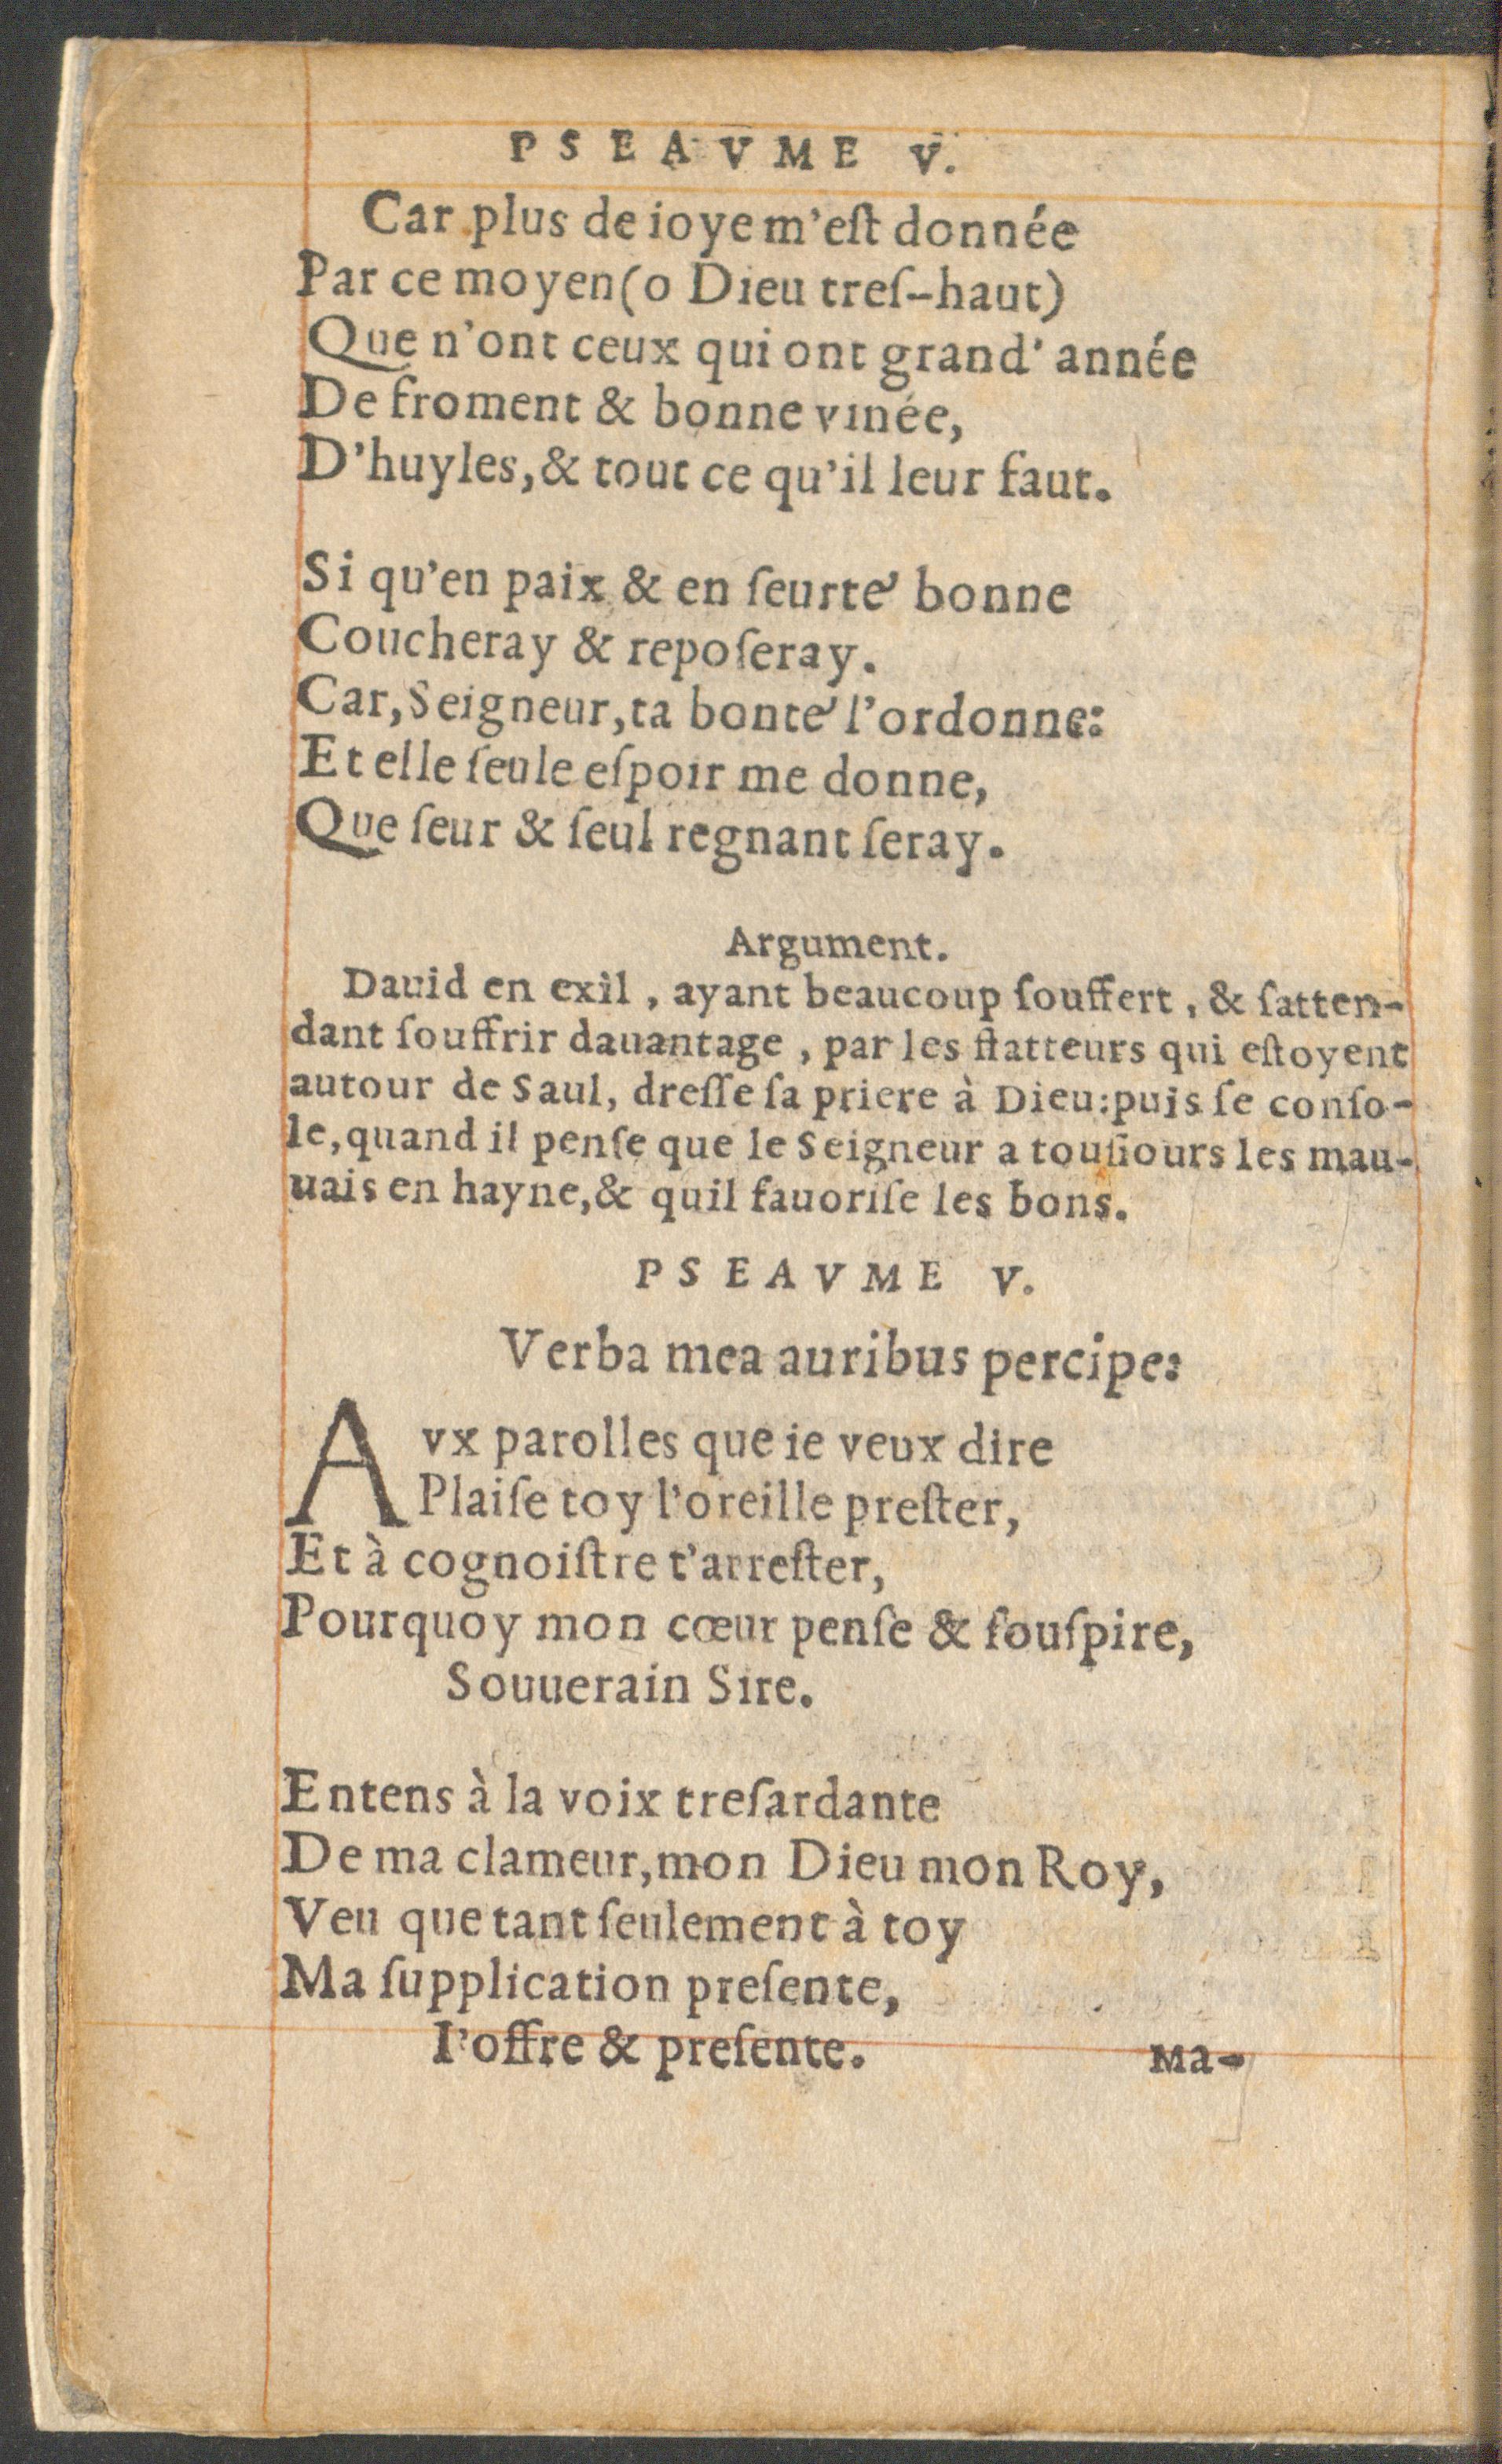 PSEAVME V.
Car plus de ioye m'eſt donnée
Par ce moyen (o Dieu treſ-haut)
Que n'ont ceux qui ont grand' année
De froment & bonne vinée,
D'huyles, & tout ce qu'il leur faut.
Si qu'en paix & en ſeurté bonne
Coucheray & repoſeray.
Car, Seigneur, ta bonté l'ordonne:
Et elle ſeule eſpoir me donne,
Que ſeur & ſeul regnant ſeray.
Argument.
Dauid en exil, ayant beaucoup ſouffert, & ſatten-
dant ſouffrir dauantage, par les flatteurs qui eſtoyent
autour de Saul, dreſſe ſa priere à Dieu: puis ſe conſo-
le, quand il penſe que le Seigneur a touſiours les mau-
uais en hayne, & quil fauoriſe les bons.
PSEAVME V.
Verba mea auribus percipe:
AVX parolles que ie veux dire
Plaiſe toy l'oreille preſter,
Et à cognoiſtre t'arreſter,
Pourquoy mon cœur penſe & ſouſpire,
Souuerain Sire.
Entens à la voix treſardante
De ma clameur, mon Dieu mon Roy,
Veu que tant ſeulement à toy
Ma ſupplication preſente,
I'offre & preſente.
Ma-